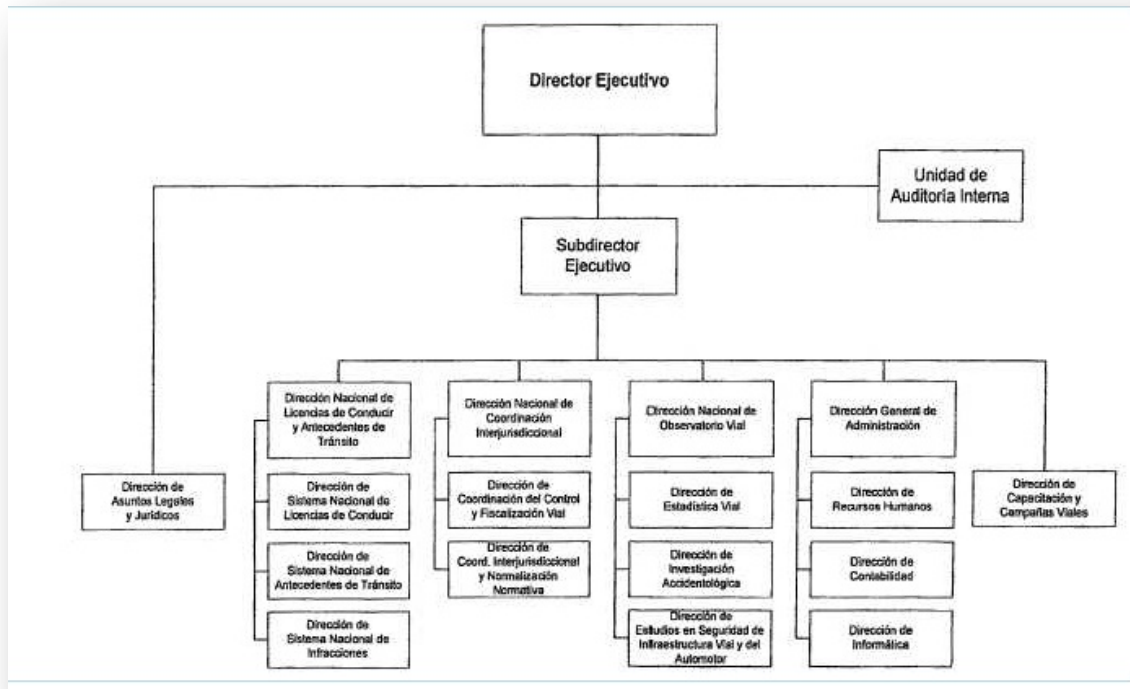 Director Ejecutivo
Unidad de
Auditoría Interna
Subdirector
Ejecutivo
Dirección Nacional de
Licencias de Conducir
y Antecedentes de
Tránsito
Dirección de
Sistema Nacional de
Licencias de Conducir
Dirección de
Sistema Nacional de
Antecedentes de Tránsito
Dirección de
Sistema Nacional de
Infracciones
Dirección Nacional de
Coordinación
Interjurisdiccional
Dirección de
Coordinación del Control
y Fiscalización Vial
Dirección de
Coord. Interjurisdiccional
y Normalización
Normativa
Dirección Nacional de
Observatorio Vial
Dirección de
Estadística Vial
Dirección de
Investigación
Accidentológica
Dirección de
Estudios en Seguridad de
Infraestructura Vial y del
Automotor
Dirección General de
Administración
Dirección de
Recursos Humanos
Dirección de
Contabilidad
Dirección de
Informática
Dirección de
Asuntos Legales
y Jurídicos
Dirección de
Capacitación y
Campañas Viales